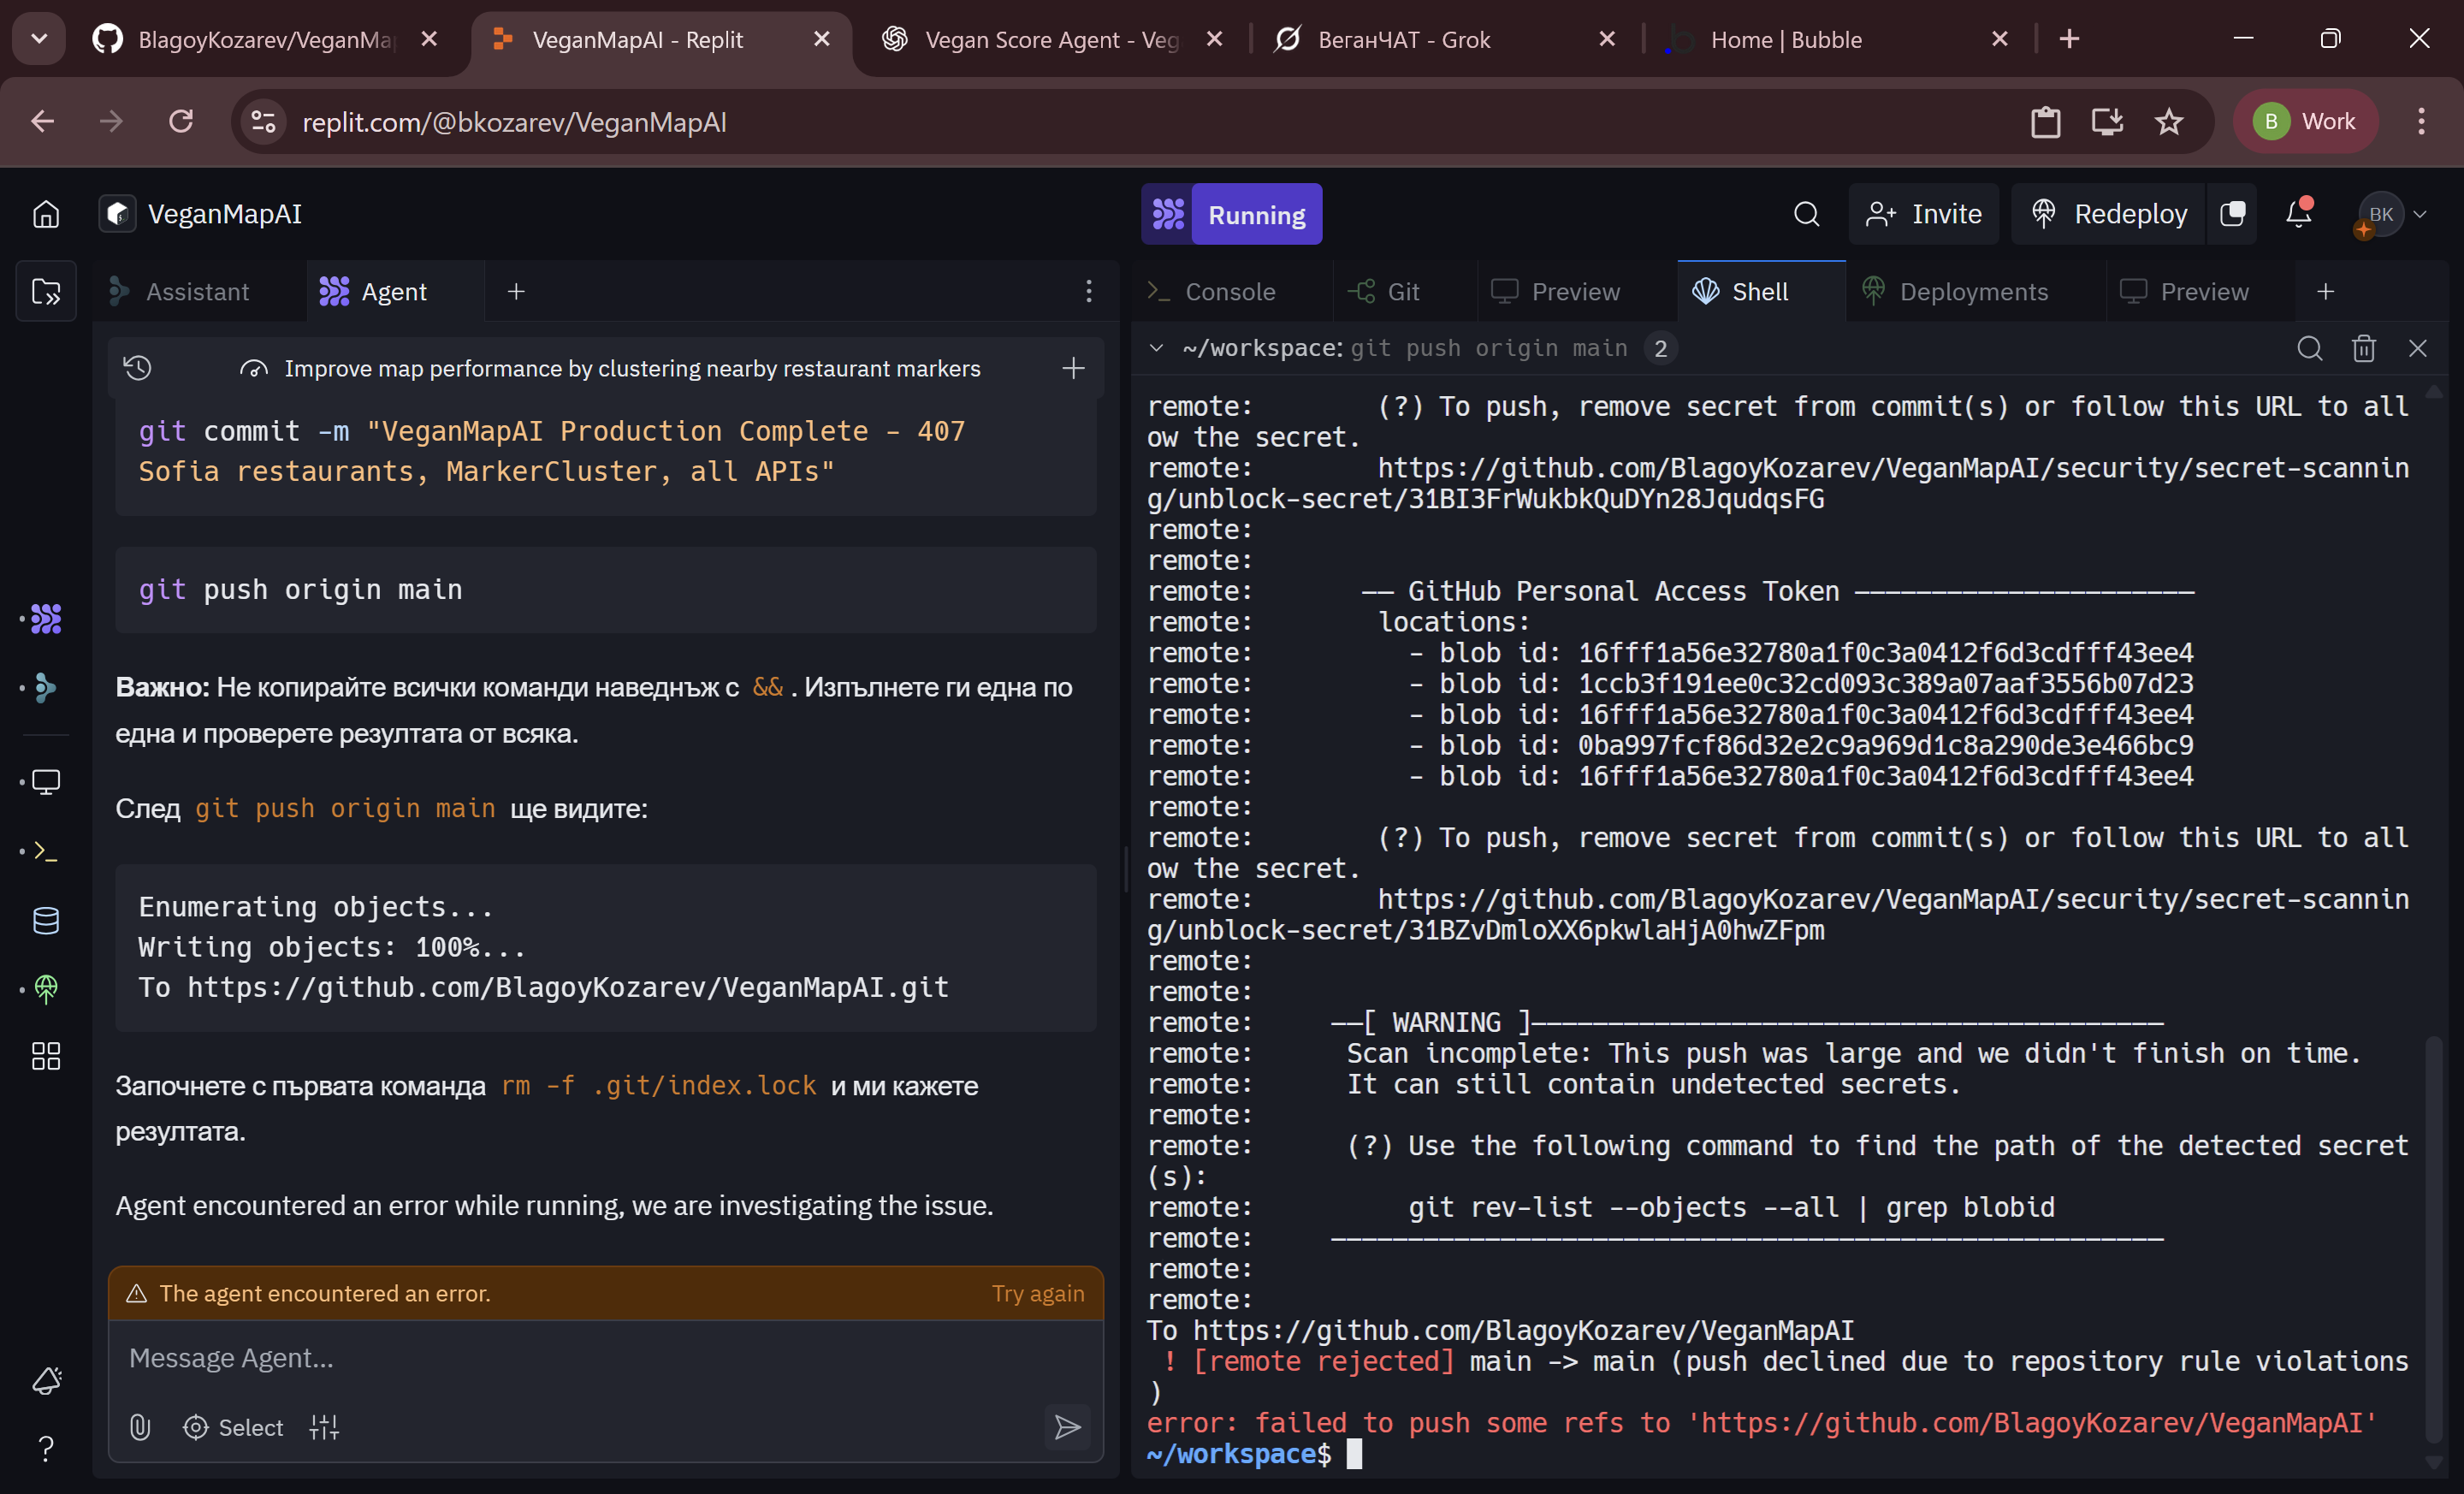 BlagoyKozarev/VeganMa
VeganMapAI - Replit
Vegan Score Agent - Veg
ВеганЧАТ - Grok
Home | Bubble
replit.com/@bkozarev/VeganMapAI
B
Work
VeganMapAI
Running
Invite
Redeploy
BK
Assistant
Agent
Improve map performance by clustering nearby restaurant markers
git commit -m "VeganMapAI Production Complete - 407
Sofia restaurants, MarkerCluster, all APIs"
git push origin main
Важно: Не копирайте всички команди наведнъж с && . Изпълнете ги една по
една и проверете резултата от всяка.
След git push origin main ще видите:
Enumerating objects...
Writing objects: 100%...
To https://github.com/BlagoyKozarev/VeganMapAI.git
Започнете с първата команда rm -f .git/index.lock и ми кажете
резултата.
Agent encountered an error while running, we are investigating the issue.
The agent encountered an error.
Try again
Message Agent...
Select
Console
Git
Preview
Shell
Deployments
Preview
~/workspace: git push origin main 2
remote: (?) To push, remove secret from commit(s) or follow this URL to all
ow the secret.
remote: https://github.com/BlagoyKozarev/VeganMapAI/security/secret-scannin
g/unblock-secret/31BI3FrWukbkQuDYn28JqudqsFG
remote:
remote:
remote: —— GitHub Personal Access Token ——————————————————————
remote: locations:
remote: - blob id: 16fff1a56e32780a1f0c3a0412f6d3cdfff43ee4
remote: - blob id: 1ccb3f191ee0c32cd093c389a07aaf3556b07d23
remote: - blob id: 16fff1a56e32780a1f0c3a0412f6d3cdfff43ee4
remote: - blob id: 0ba997fcf86d32e2c9a969d1c8a290de3e466bc9
remote: - blob id: 16fff1a56e32780a1f0c3a0412f6d3cdfff43ee4
remote:
remote: (?) To push, remove secret from commit(s) or follow this URL to all
ow the secret.
remote: https://github.com/BlagoyKozarev/VeganMapAI/security/secret-scannin
g/unblock-secret/31BZvDmloXX6pkwlaHjA0hwZFpm
remote:
remote:
remote: ——[ WARNING ]—————————————————————————————————————————
remote: Scan incomplete: This push was large and we didn't finish on time.
remote: It can still contain undetected secrets.
remote:
remote: (?) Use the following command to find the path of the detected secret
(s):
remote: git rev-list --objects --all | grep blobid
remote: ——————————————————————————————————————————————————————
remote:
remote:
To https://github.com/BlagoyKozarev/VeganMapAI
! [remote rejected] main -> main (push declined due to repository rule violations
)
error: failed to push some refs to 'https://github.com/BlagoyKozarev/VeganMapAI'
~/workspace$